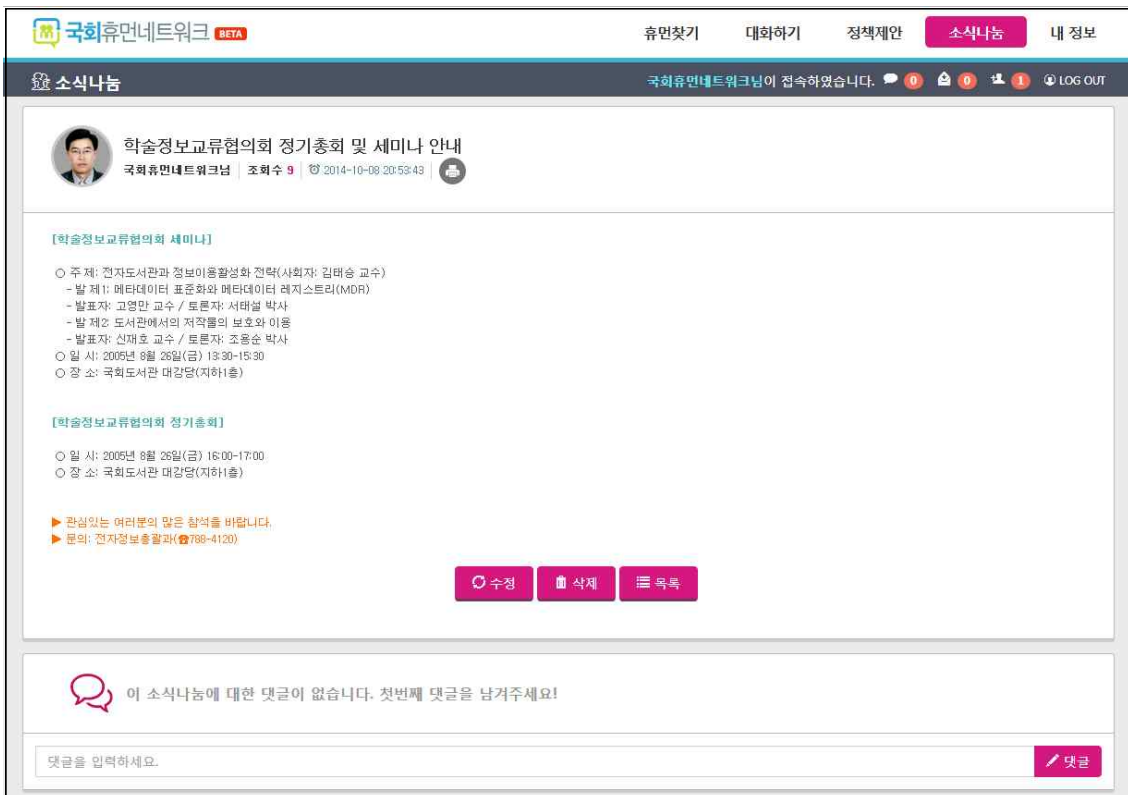 국회휴먼네트워크 BETA
휴먼찾기 대화하기 정책제안 소식나눔 내 정보
소식나눔
국회휴먼네트워크님이 접속하였습니다. 0 0 1 LOG OUT
학술정보교류협의회 정기총회 및 세미나 안내
국회휴먼네트워크님 조회수 9 2014-10-08 20:53:43
[학술정보교류협의회 세미나]
○ 주 제: 전자도서관과 정보이용활성화 전략(사회자: 김태승 교수)
- 발 제1: 메타데이터 표준화와 메타데이터 레지스트리(MDR)
- 발표자: 고영만 교수 / 토론자: 서태설 박사
- 발 제2: 도서관에서의 저작물의 보호와 이용
- 발표자: 신재호 교수 / 토론자: 조용순 박사
○ 일 시: 2005년 8월 26일(금) 13:30-15:30
○ 장 소: 국회도서관 대강당(지하1층)
[학술정보교류협의회 정기총회]
○ 일 시: 2005년 8월 26일(금) 16:00-17:00
○ 장 소: 국회도서관 대강당(지하1층)
▶ 관심있는 여러분의 많은 참석을 바랍니다.
▶ 문의: 전자정보총괄과(☎788-4120)
수정 삭제 목록
이 소식나눔에 대한 댓글이 없습니다. 첫번째 댓글을 남겨주세요!
댓글을 입력하세요. 댓글